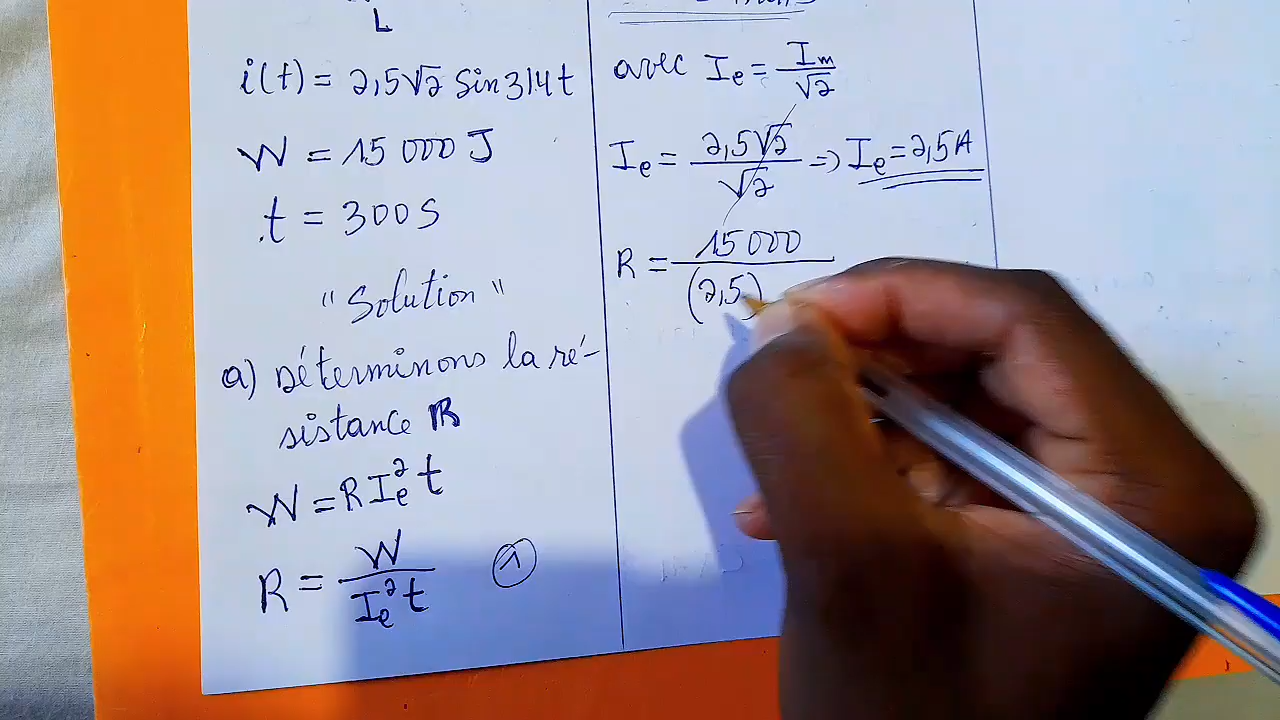 L
i(t) = 2,5√2 Sin314t
W = 15 000 J
t = 300 S
"Solution"
a) Déterminons la ré-
sistance R
W = RIe²t
R = W / Ie²t ①
avec Ie = Im / √2
Ie = 2,5√2 / √2 => Ie = 2,5A
R = 15 000 / (2,5)